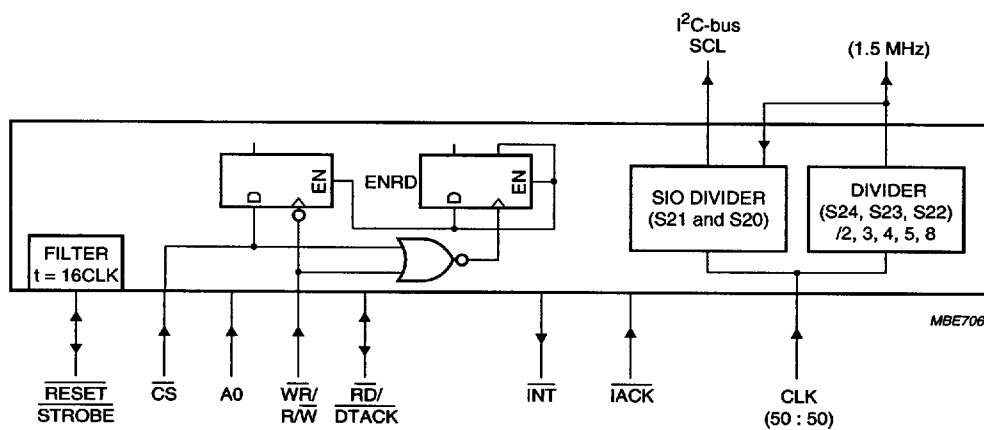 I²C-bus
SCL
(1.5 MHz)
D
EN
ENRD
D
EN
SIO DIVIDER
(S21 and S20)
DIVIDER
(S24, S23, S22)
/2, 3, 4, 5, 8
FILTER
t = 16CLK
MBE706
RESET
STROBE
CS
A0
WR/
R/W
RD/
DTACK
INT
IACK
CLK
(50 : 50)